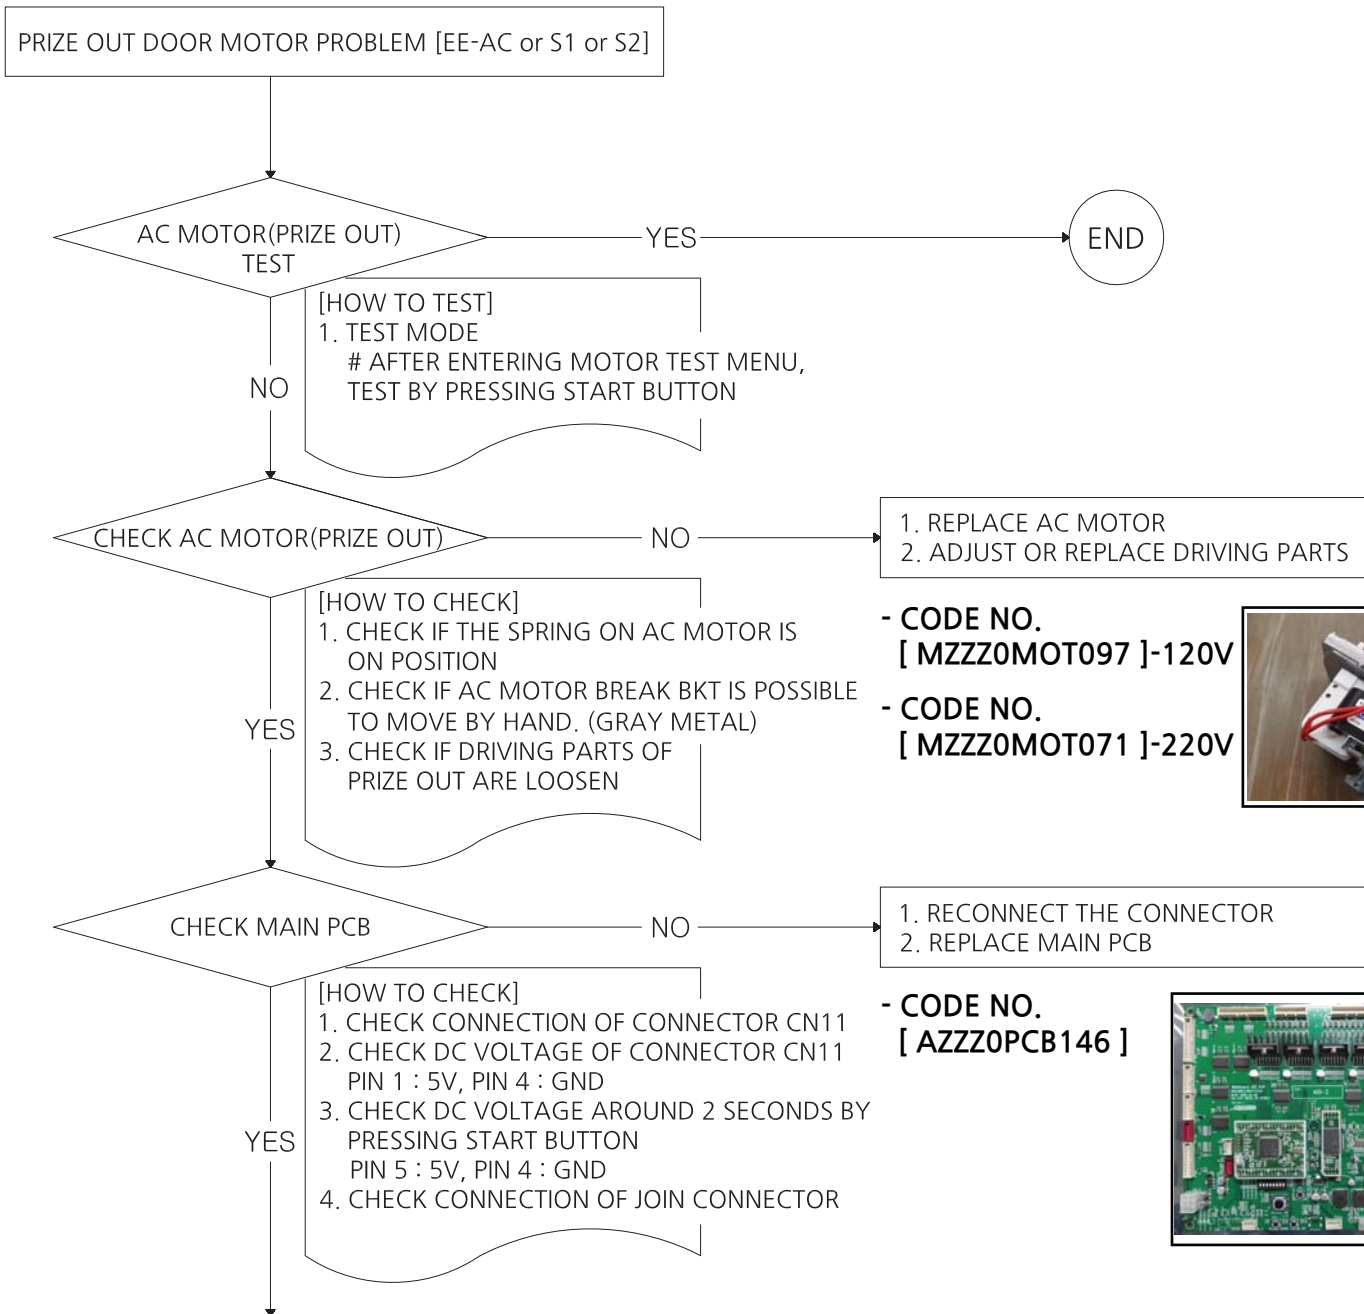 PRIZE OUT DOOR MOTOR PROBLEM [EE-AC or S1 or S2]
AC MOTOR(PRIZE OUT)
TEST
YES
END
[HOW TO TEST]
1. TEST MODE
# AFTER ENTERING MOTOR TEST MENU,
TEST BY PRESSING START BUTTON
NO
CHECK AC MOTOR(PRIZE OUT)
NO
1. REPLACE AC MOTOR
2. ADJUST OR REPLACE DRIVING PARTS
[HOW TO CHECK]
1. CHECK IF THE SPRING ON AC MOTOR IS
ON POSITION
2. CHECK IF AC MOTOR BREAK BKT IS POSSIBLE
TO MOVE BY HAND. (GRAY METAL)
3. CHECK IF DRIVING PARTS OF
PRIZE OUT ARE LOOSEN
YES
- CODE NO.
[ MZZZ0MOT097 ]-120V
- CODE NO.
[ MZZZ0MOT071 ]-220V
CHECK MAIN PCB
NO
1. RECONNECT THE CONNECTOR
2. REPLACE MAIN PCB
[HOW TO CHECK]
1. CHECK CONNECTION OF CONNECTOR CN11
2. CHECK DC VOLTAGE OF CONNECTOR CN11
PIN 1 : 5V, PIN 4 : GND
3. CHECK DC VOLTAGE AROUND 2 SECONDS BY
PRESSING START BUTTON
PIN 5 : 5V, PIN 4 : GND
4. CHECK CONNECTION OF JOIN CONNECTOR
YES
- CODE NO.
[ AZZZ0PCB146 ]